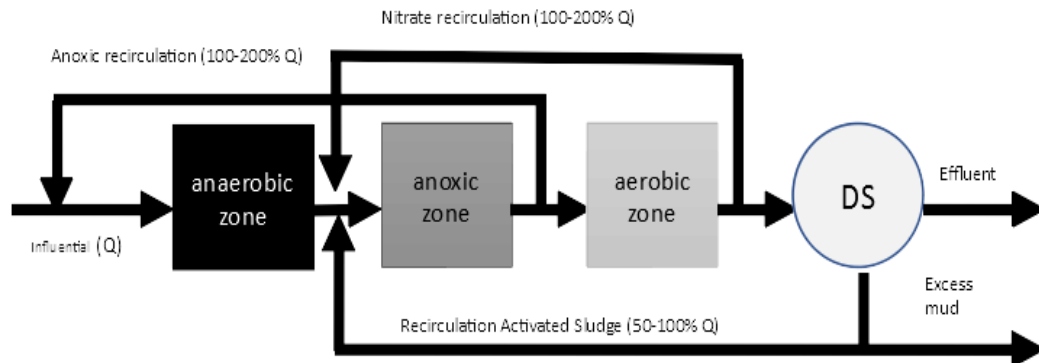 Nitrate recirculation (100-200% Q)
Anoxic recirculation (100-200% Q)
anaerobic
zone
anoxic
zone
aerobic
zone
DS
Effluent
Influential (Q)
Excess
mud
Recirculation Activated Sludge (50-100% Q)